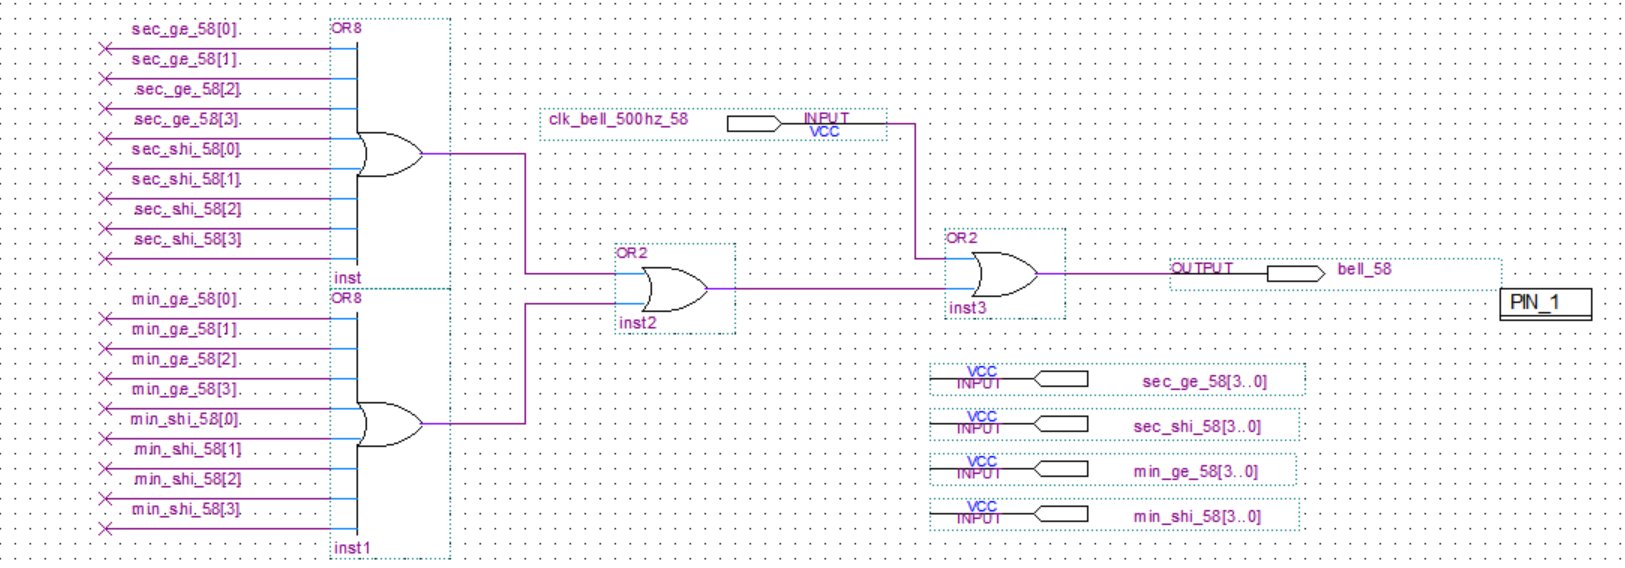 sec_ge_58[0]
OR8
sec_ge_58[1]
sec_ge_58[2]
sec_ge_58[3]
sec_shi_58[0]
sec_shi_58[1]
sec_shi_58[2]
sec_shi_58[3]
inst
clk_bell_500hz_58
INPUT
VCC
min_ge_58[0]
OR8
min_ge_58[1]
min_ge_58[2]
min_ge_58[3]
min_shi_58[0]
min_shi_58[1]
min_shi_58[2]
min_shi_58[3]
inst1
OR2
inst2
OR2
inst3
OUTPUT
bell_58
PIN_1
VCC
INPUT
sec_ge_58[3..0]
VCC
INPUT
sec_shi_58[3..0]
VCC
INPUT
min_ge_58[3..0]
VCC
INPUT
min_shi_58[3..0]